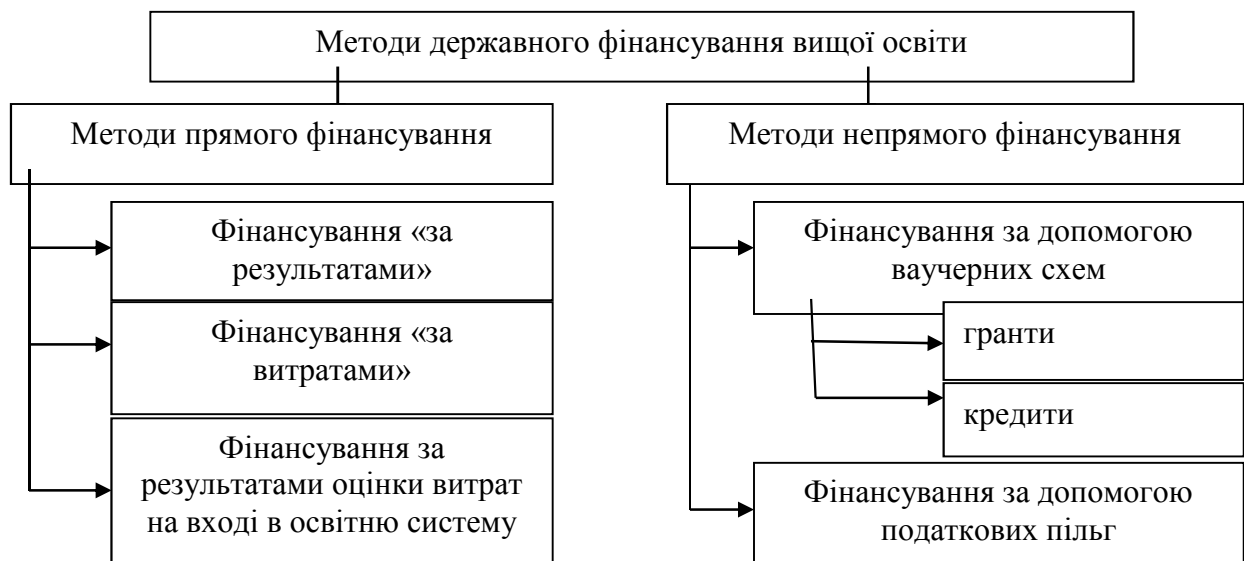 Методи державного фінансування вищої освіти
Методи прямого фінансування
Фінансування «за
результатами»
Фінансування «за
витратами»
Фінансування за
результатами оцінки витрат
на вході в освітню систему
Методи непрямого фінансування
Фінансування за допомогою
ваучерних схем
гранти
кредити
Фінансування за допомогою
податкових пільг